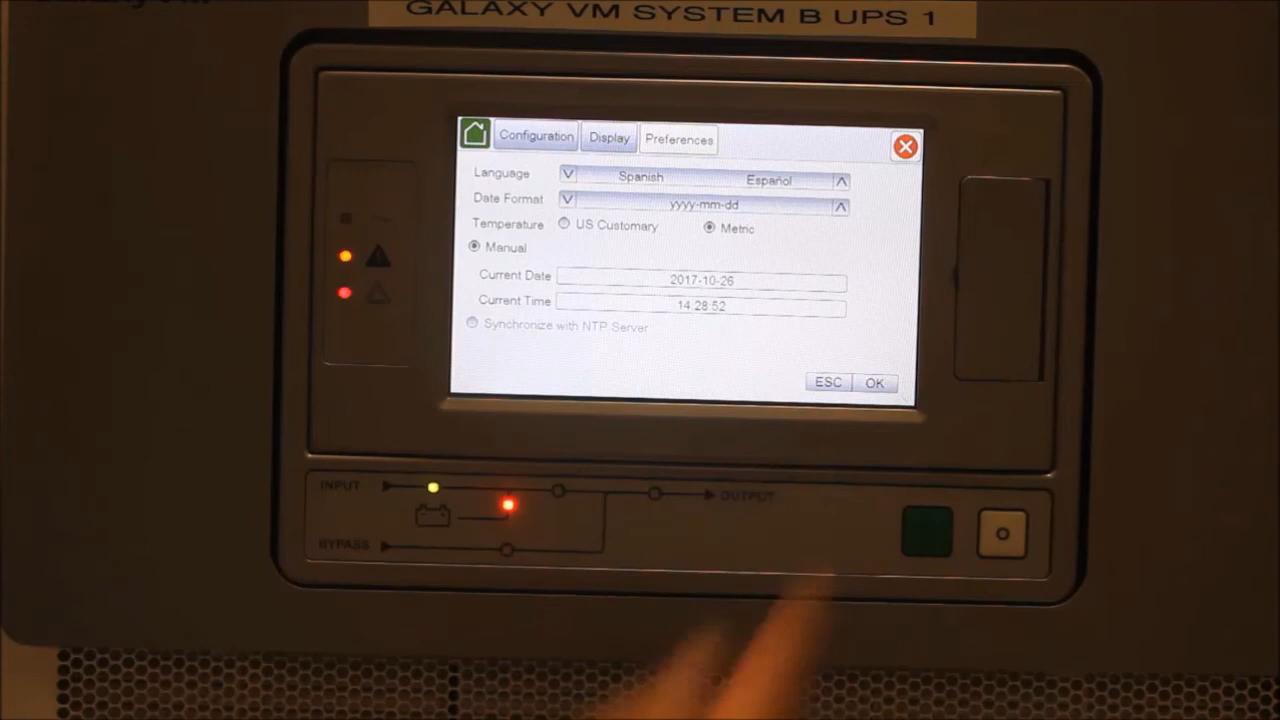 GALAXY VM SYSTEM B UPS 1
Configuration Display Preferences
Language Spanish Español
Date Format yyyy-mm-dd
Temperature US Customary Metric
Manual
Current Date 2017-10-26
Current Time 14:28:52
Synchronize with NTP Server
ESC OK
INPUT
OUTPUT
BYPASS